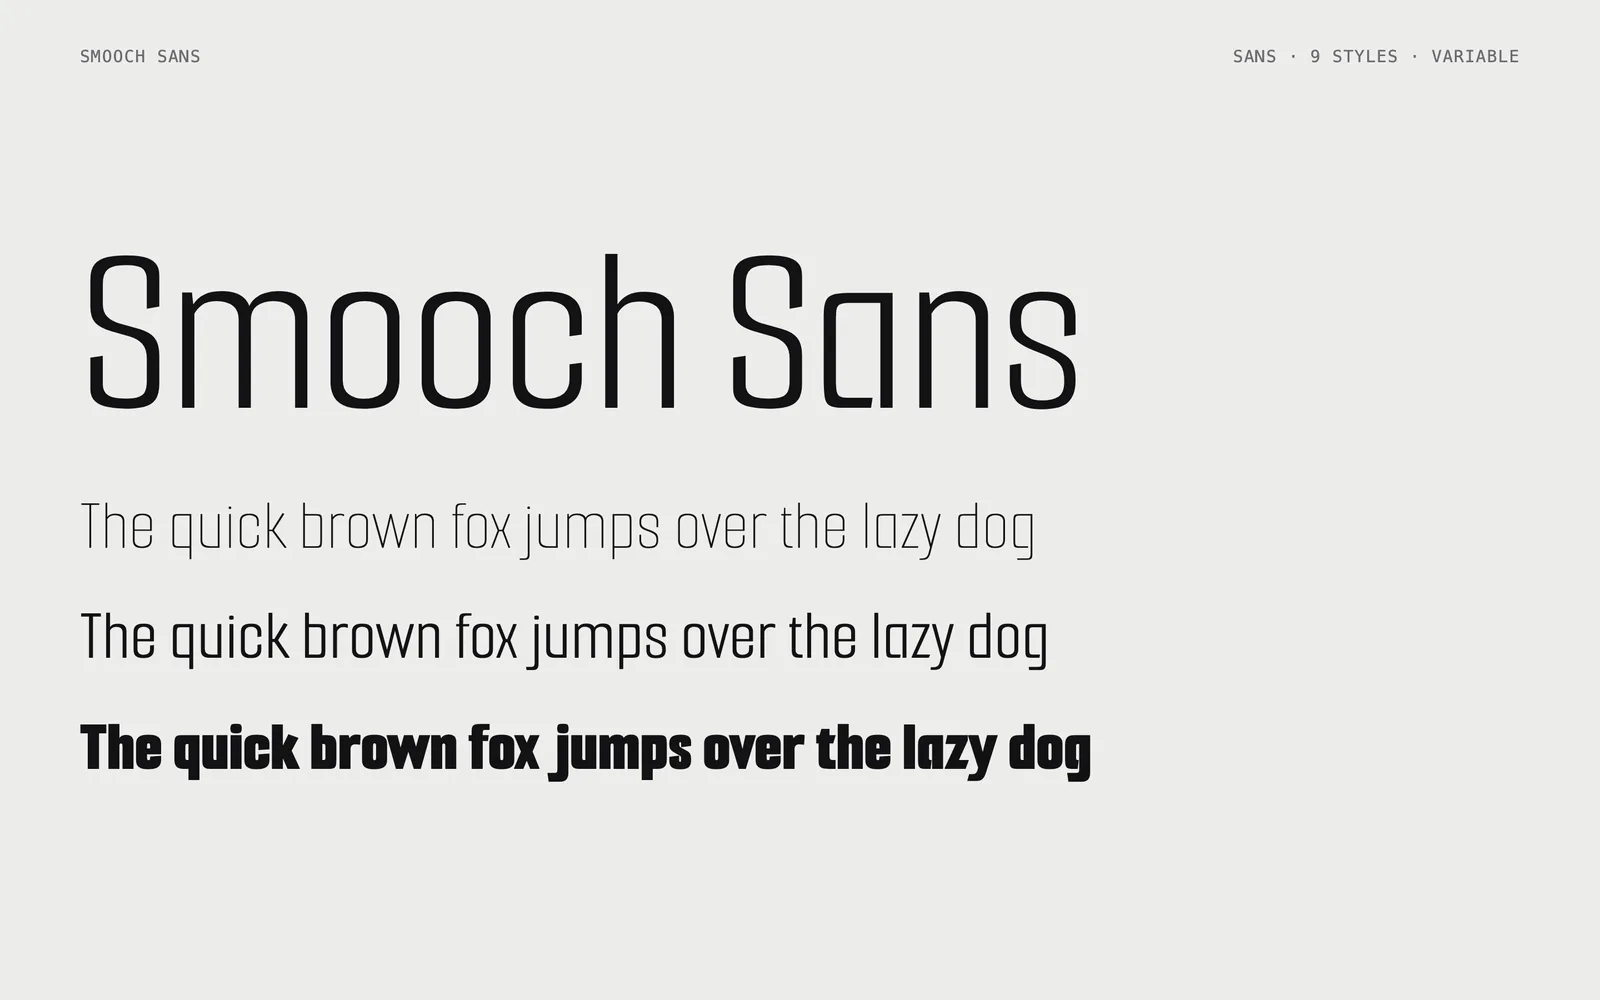 SMOOCH SANS
SANS · 9 STYLES · VARIABLE
Smooch Sans
The quick brown fox jumps over the lazy dog
The quick brown fox jumps over the lazy dog
The quick brown fox jumps over the lazy dog